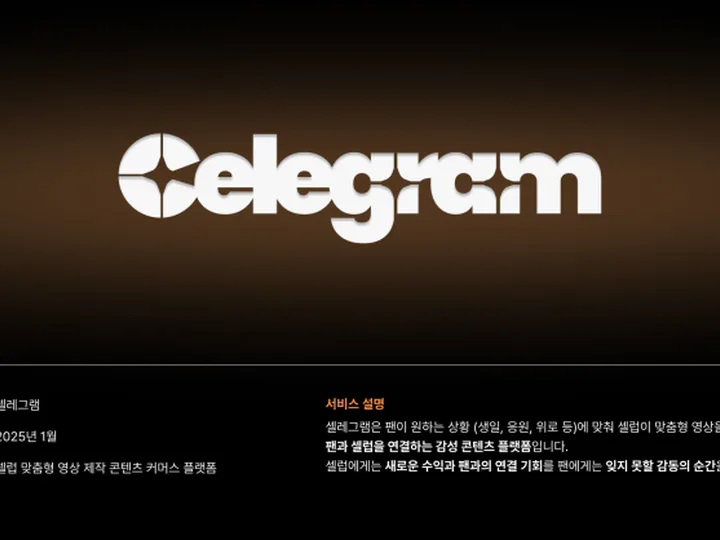 Celegram
셀레그램
2025년 1월
셀럽 맞춤형 영상 제작 콘텐츠 커머스 플랫폼
서비스 설명
셀레그램은 팬이 원하는 상황 (생일, 응원, 위로 등)에 맞춰 셀럽이 맞춤형 영상을
팬과 셀럽을 연결하는 감성 콘텐츠 플랫폼입니다.
셀럽에게는 새로운 수익과 팬과의 연결 기회를 팬에게는 잊지 못할 감동의 순간을